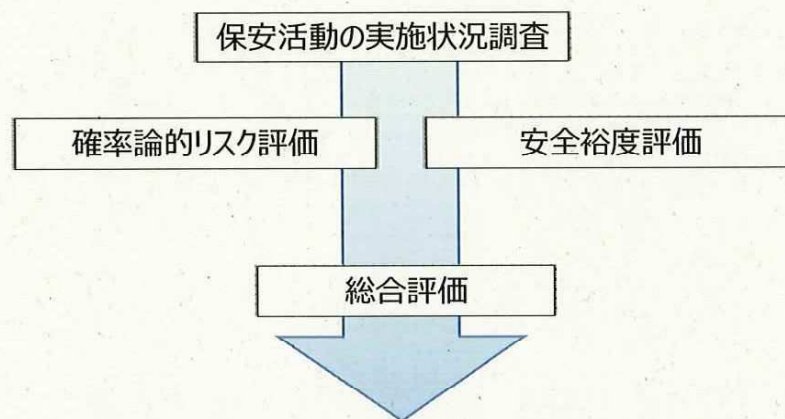 保安活動の実施状況調査
確率論的リスク評価
安全裕度評価
総合評価